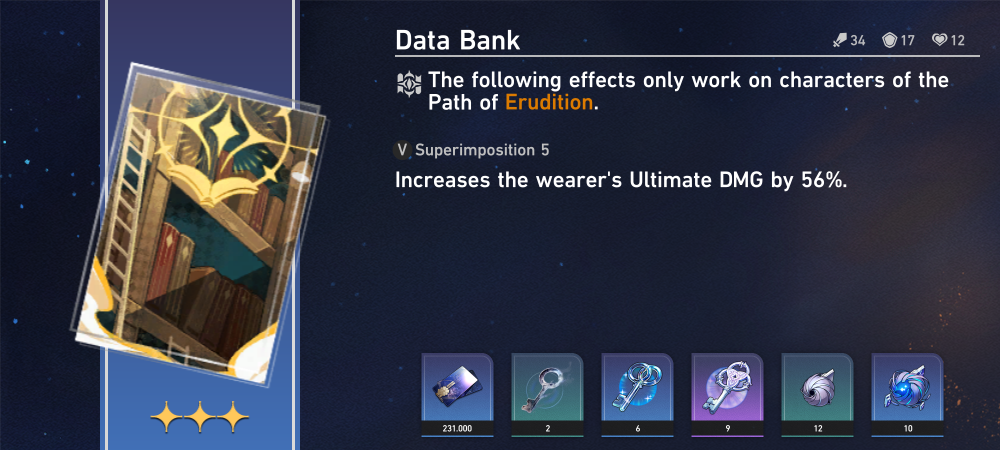 Data Bank
34 17 12
The following effects only work on characters of the
Path of Erudition.
V Superimposition 5
Increases the wearer's Ultimate DMG by 56%.
231.000 2 6 9 12 10